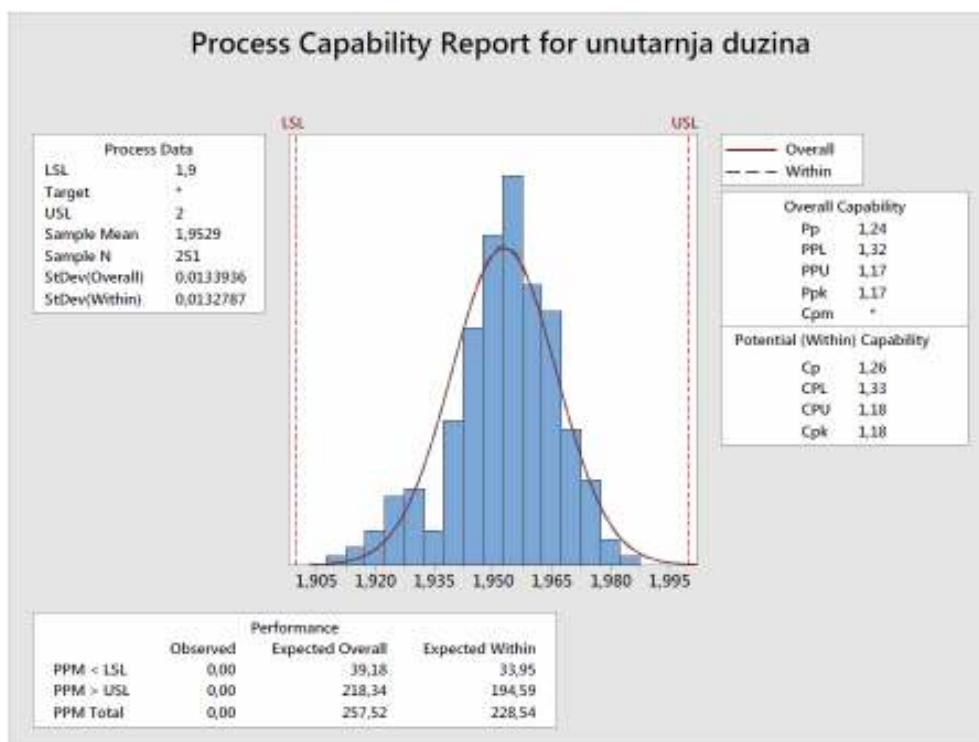 Process Capability Report for unutarnja duzina
LSL USL
Process Data
LSL 1,9
Target *
USL 2
Sample Mean 1,9529
Sample N 251
StDev(Overall) 0,0133936
StDev(Within) 0,0132787
Overall
Within
Overall Capability
Pp 1,24
PPL 1,32
PPU 1,17
Ppk 1,17
Cpm *
Potential (Within) Capability
Cp 1,26
CPL 1,33
CPU 1,18
Cpk 1,18
1,905 1,920 1,935 1,950 1,965 1,980 1,995
Performance
Observed Expected Overall Expected Within
PPM < LSL 0,00 39,18 33,95
PPM > USL 0,00 218,34 194,59
PPM Total 0,00 257,52 228,54